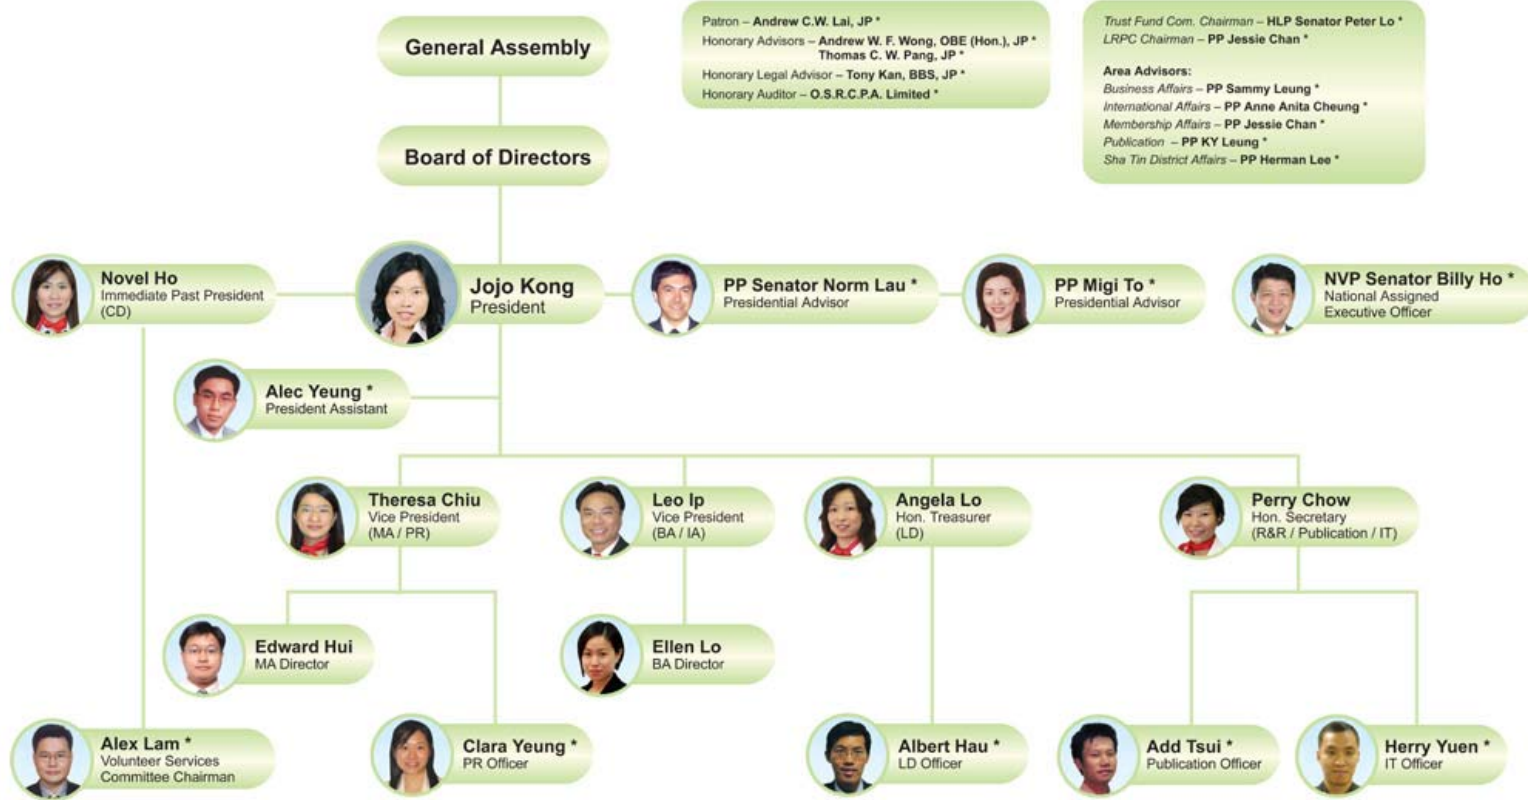 General Assembly
Board of Directors
Patron – Andrew C.W. Lai, JP *
Honorary Advisors – Andrew W. F. Wong, OBE (Hon.), JP *
Thomas C. W. Pang, JP *
Honorary Legal Advisor – Tony Kan, BBS, JP *
Honorary Auditor – O.S.R.C.P.A. Limited *
Trust Fund Com. Chairman – HLP Senator Peter Lo *
LRPC Chairman – PP Jessie Chan *
Area Advisors:
Business Affairs – PP Sammy Leung *
International Affairs – PP Anne Anita Cheung *
Membership Affairs – PP Jessie Chan *
Publication – PP KY Leung *
Sha Tin District Affairs – PP Herman Lee *
Novel Ho
Immediate Past President
(CD)
Jojo Kong
President
PP Senator Norm Lau *
Presidential Advisor
PP Migi To *
Presidential Advisor
NVP Senator Billy Ho *
National Assigned
Executive Officer
Alec Yeung *
President Assistant
Theresa Chiu
Vice President
(MA / PR)
Leo Ip
Vice President
(BA / IA)
Angela Lo
Hon. Treasurer
(LD)
Perry Chow
Hon. Secretary
(R&R / Publication / IT)
Edward Hui
MA Director
Ellen Lo
BA Director
Alex Lam *
Volunteer Services
Committee Chairman
Clara Yeung *
PR Officer
Albert Hau *
LD Officer
Add Tsui *
Publication Officer
Herry Yuen *
IT Officer